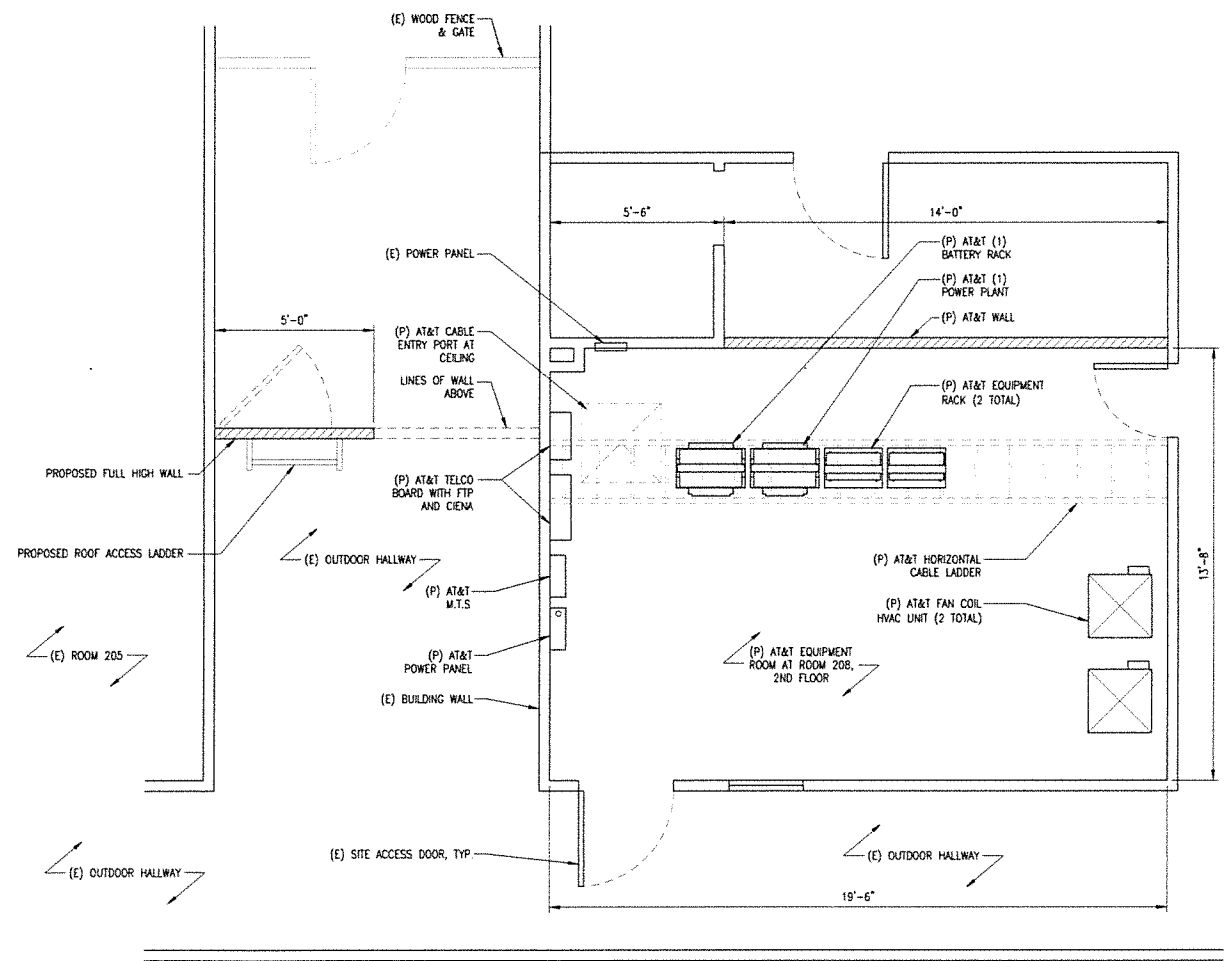 (E) WOOD FENCE
& GATE
5'-6"
14'-0"
(E) POWER PANEL
(P) AT&T (1)
BATTERY RACK
(P) AT&T (1)
POWER PLANT
(P) AT&T WALL
5'-0"
(P) AT&T CABLE
ENTRY PORT AT
CEILING
LINES OF WALL
ABOVE
(P) AT&T EQUIPMENT
RACK (2 TOTAL)
PROPOSED FULL HIGH WALL
(P) AT&T TELCO
BOARD WITH FTP
AND CIENA
PROPOSED ROOF ACCESS LADDER
(E) OUTDOOR HALLWAY
(P) AT&T HORIZONTAL
CABLE LADDER
13'-8"
(P) AT&T
M.T.S
(P) AT&T FAN COIL
HVAC UNIT (2 TOTAL)
(E) ROOM 205
(P) AT&T
POWER PANEL
(P) AT&T EQUIPMENT
ROOM AT ROOM 208,
2ND FLOOR
(E) BUILDING WALL
(E) SITE ACCESS DOOR, TYP.
(E) OUTDOOR HALLWAY
(E) OUTDOOR HALLWAY
19'-6"